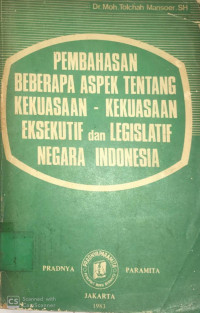 Dr. Moh. Tolchah Mansoer. SH
PEMBAHASAN
BEBERAPA ASPEK TENTANG
KEKUASAAN - KEKUASAAN
EKSEKUTIF dan LEGISLATIF
NEGARA INDONESIA
PRADNYA PARAMITA
JAKARTA
1983
CS Scanned with
CamScanner